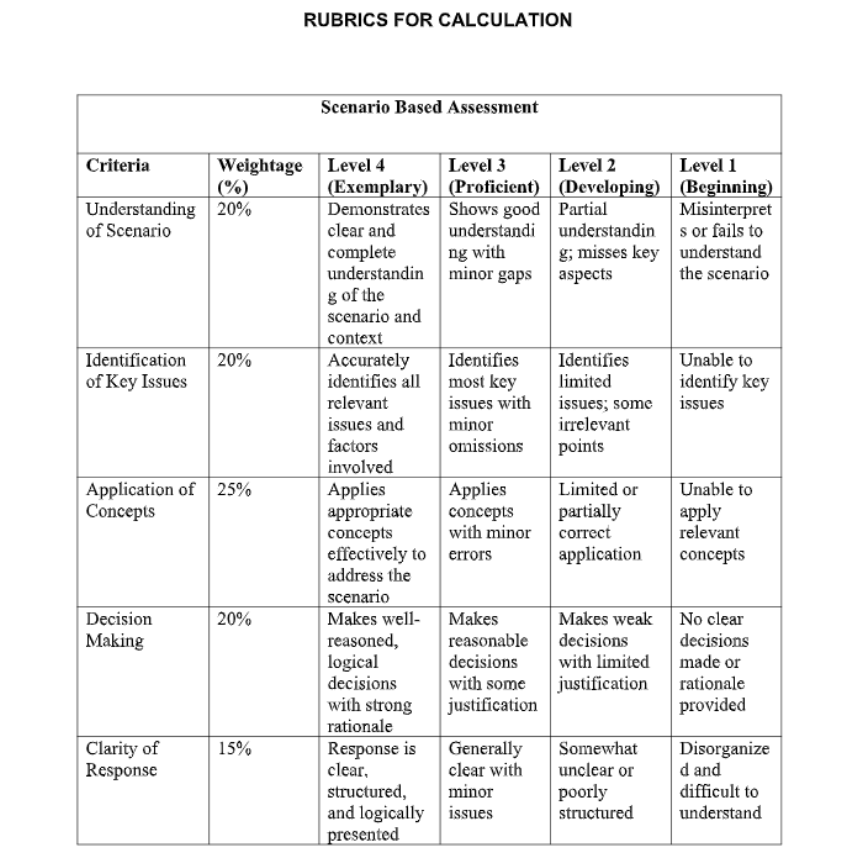 RUBRICS FOR CALCULATION
Scenario Based Assessment
Criteria
Weightage
(%)
Level 4
(Exemplary)
Level 3
(Proficient)
Level 2
(Developing)
Level 1
(Beginning)
Understanding
of Scenario
20%
Demonstrates
clear and
complete
understandin
g of the
scenario and
context
Shows good
understandi
ng with
minor gaps
Partial
understandin
g; misses key
aspects
Misinterpret
s or fails to
understand
the scenario
Identification
of Key Issues
20%
Accurately
identifies all
relevant
issues and
factors
involved
Identifies
most key
issues with
minor
omissions
Identifies
limited
issues; some
irrelevant
points
Unable to
identify key
issues
Application of
Concepts
25%
Applies
appropriate
concepts
effectively to
address the
scenario
Applies
concepts
with minor
errors
Limited or
partially
correct
application
Unable to
apply
relevant
concepts
Decision
Making
20%
Makes well-
reasoned,
logical
decisions
with strong
rationale
Makes
reasonable
decisions
with some
justification
Makes weak
decisions
with limited
justification
No clear
decisions
made or
rationale
provided
Clarity of
Response
15%
Response is
clear,
structured,
and logically
presented
Generally
clear with
minor
issues
Somewhat
unclear or
poorly
structured
Disorganize
d and
difficult to
understand